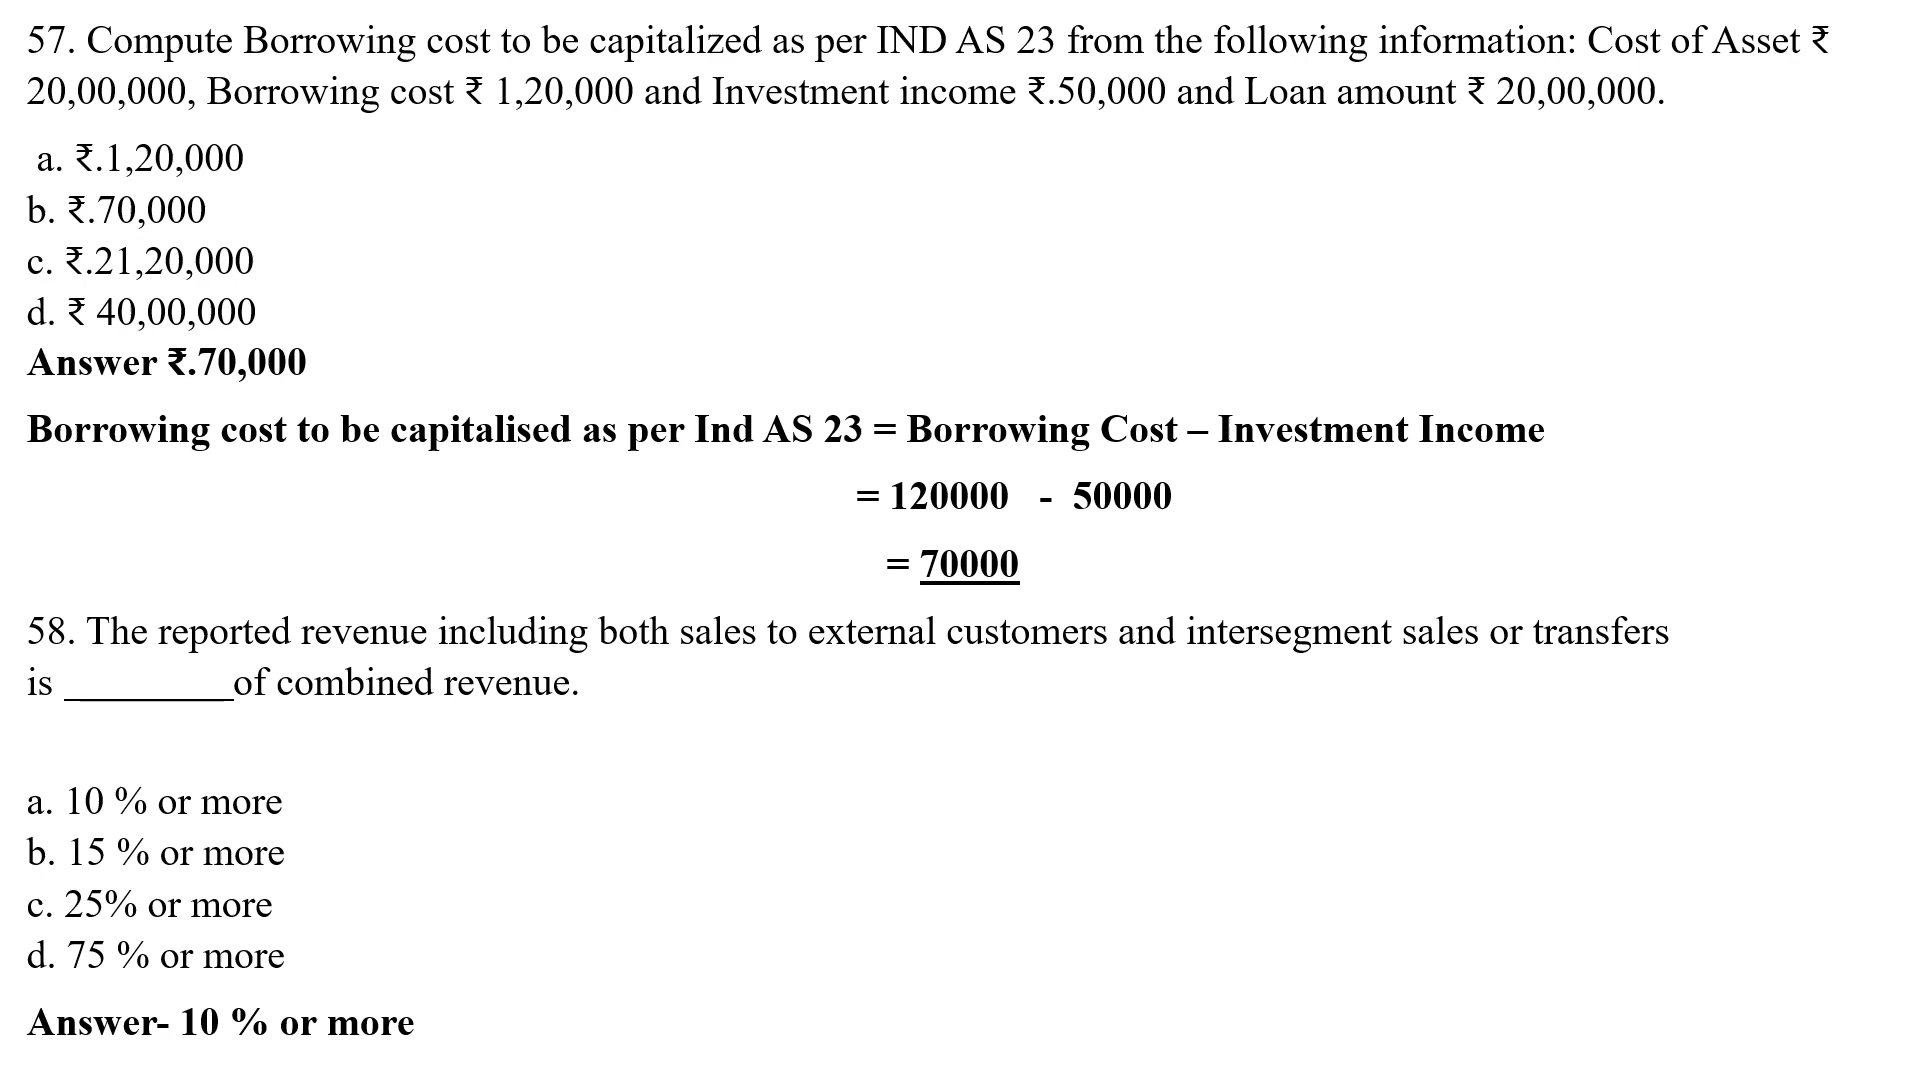 57. Compute Borrowing cost to be capitalized as per IND AS 23 from the following information: Cost of Asset ₹
20,00,000, Borrowing cost ₹ 1,20,000 and Investment income ₹.50,000 and Loan amount ₹ 20,00,000.
a. ₹.1,20,000
b. ₹.70,000
c. ₹.21,20,000
d. ₹ 40,00,000
Answer ₹.70,000
Borrowing cost to be capitalised as per Ind AS 23 = Borrowing Cost – Investment Income
= 120000 - 50000
= 70000
58. The reported revenue including both sales to external customers and intersegment sales or transfers
is ________of combined revenue.
a. 10 % or more
b. 15 % or more
c. 25% or more
d. 75 % or more
Answer- 10 % or more